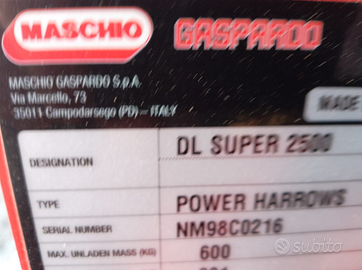 MASCHIO GASPARDO
MASCHIO GASPARDO S.p.A.
Via Marcello, 73
35011 Campodarsego (PD) – ITALY
MADE
DL SUPER 2500
DESIGNATION
TYPE POWER HARROWS
SERIAL NUMBER NM98C0216
MAX. UNLADEN MASS (KG) 600
subito